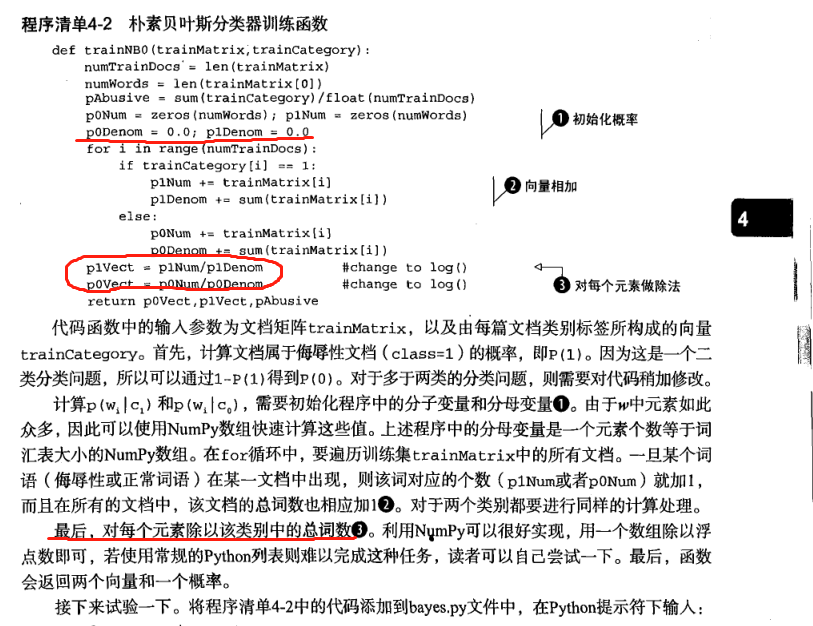 程序清单4-2 朴素贝叶斯分类器训练函数
def trainNB0(trainMatrix,trainCategory):
numTrainDocs = len(trainMatrix)
numWords = len(trainMatrix[0])
pAbusive = sum(trainCategory)/float(numTrainDocs)
p0Num = zeros(numWords); p1Num = zeros(numWords)
❶ 初始化概率
p0Denom = 0.0; p1Denom = 0.0
for i in range(numTrainDocs):
if trainCategory[i] == 1:
p1Num += trainMatrix[i]
❷ 向量相加
p1Denom += sum(trainMatrix[i])
else:
p0Num += trainMatrix[i]
p0Denom += sum(trainMatrix[i])
p1Vect = p1Num/p1Denom #change to log()
p0Vect = p0Num/p0Denom #change to log()
❸ 对每个元素做除法
return p0Vect,p1Vect,pAbusive
4
代码函数中的输入参数为文档矩阵trainMatrix，以及由每篇文档类别标签所构成的向量
trainCategory。首先，计算文档属于侮辱性文档（class=1）的概率，即P(1)。因为这是一个二
类分类问题，所以可以通过1-P(1)得到P(0)。对于多于两类的分类问题，则需要对代码稍加修改。
计算p(wi|c1)和p(wi|c0)，需要初始化程序中的分子变量和分母变量❶。由于w中元素如此
众多，因此可以使用NumPy数组快速计算这些值。上述程序中的分母变量是一个元素个数等于词
汇表大小的NumPy数组。在for循环中，要遍历训练集trainMatrix中的所有文档。一旦某个词
语（侮辱性或正常词语）在某一文档中出现，则该词对应的个数（p1Num或者p0Num）就加1，
而且在所有的文档中，该文档的总词数也相应加1❷。对于两个类别都要进行同样的计算处理。
最后，对每个元素除以该类别中的总词数❸。利用NumPy可以很好实现，用一个数组除以浮
点数即可，若使用常规的Python列表则难以完成这种任务，读者可以自己尝试一下。最后，函数
会返回两个向量和一个概率。
接下来试验一下。将程序清单4-2中的代码添加到bayes.py文件中，在Python提示符下输入：